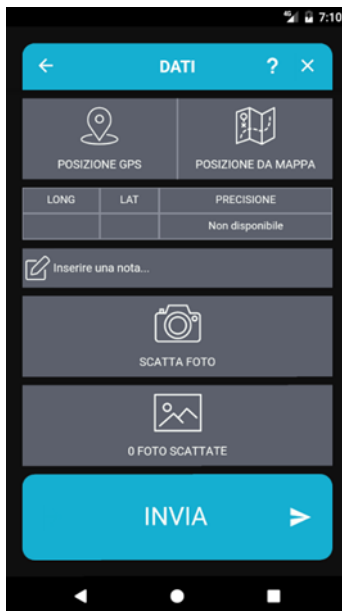 4G 7:10
DATI ?
POSIZIONE GPS POSIZIONE DA MAPPA
LONG LAT PRECISIONE
Non disponibile
Inserire una nota...
SCATTA FOTO
0 FOTO SCATTATE
INVIA